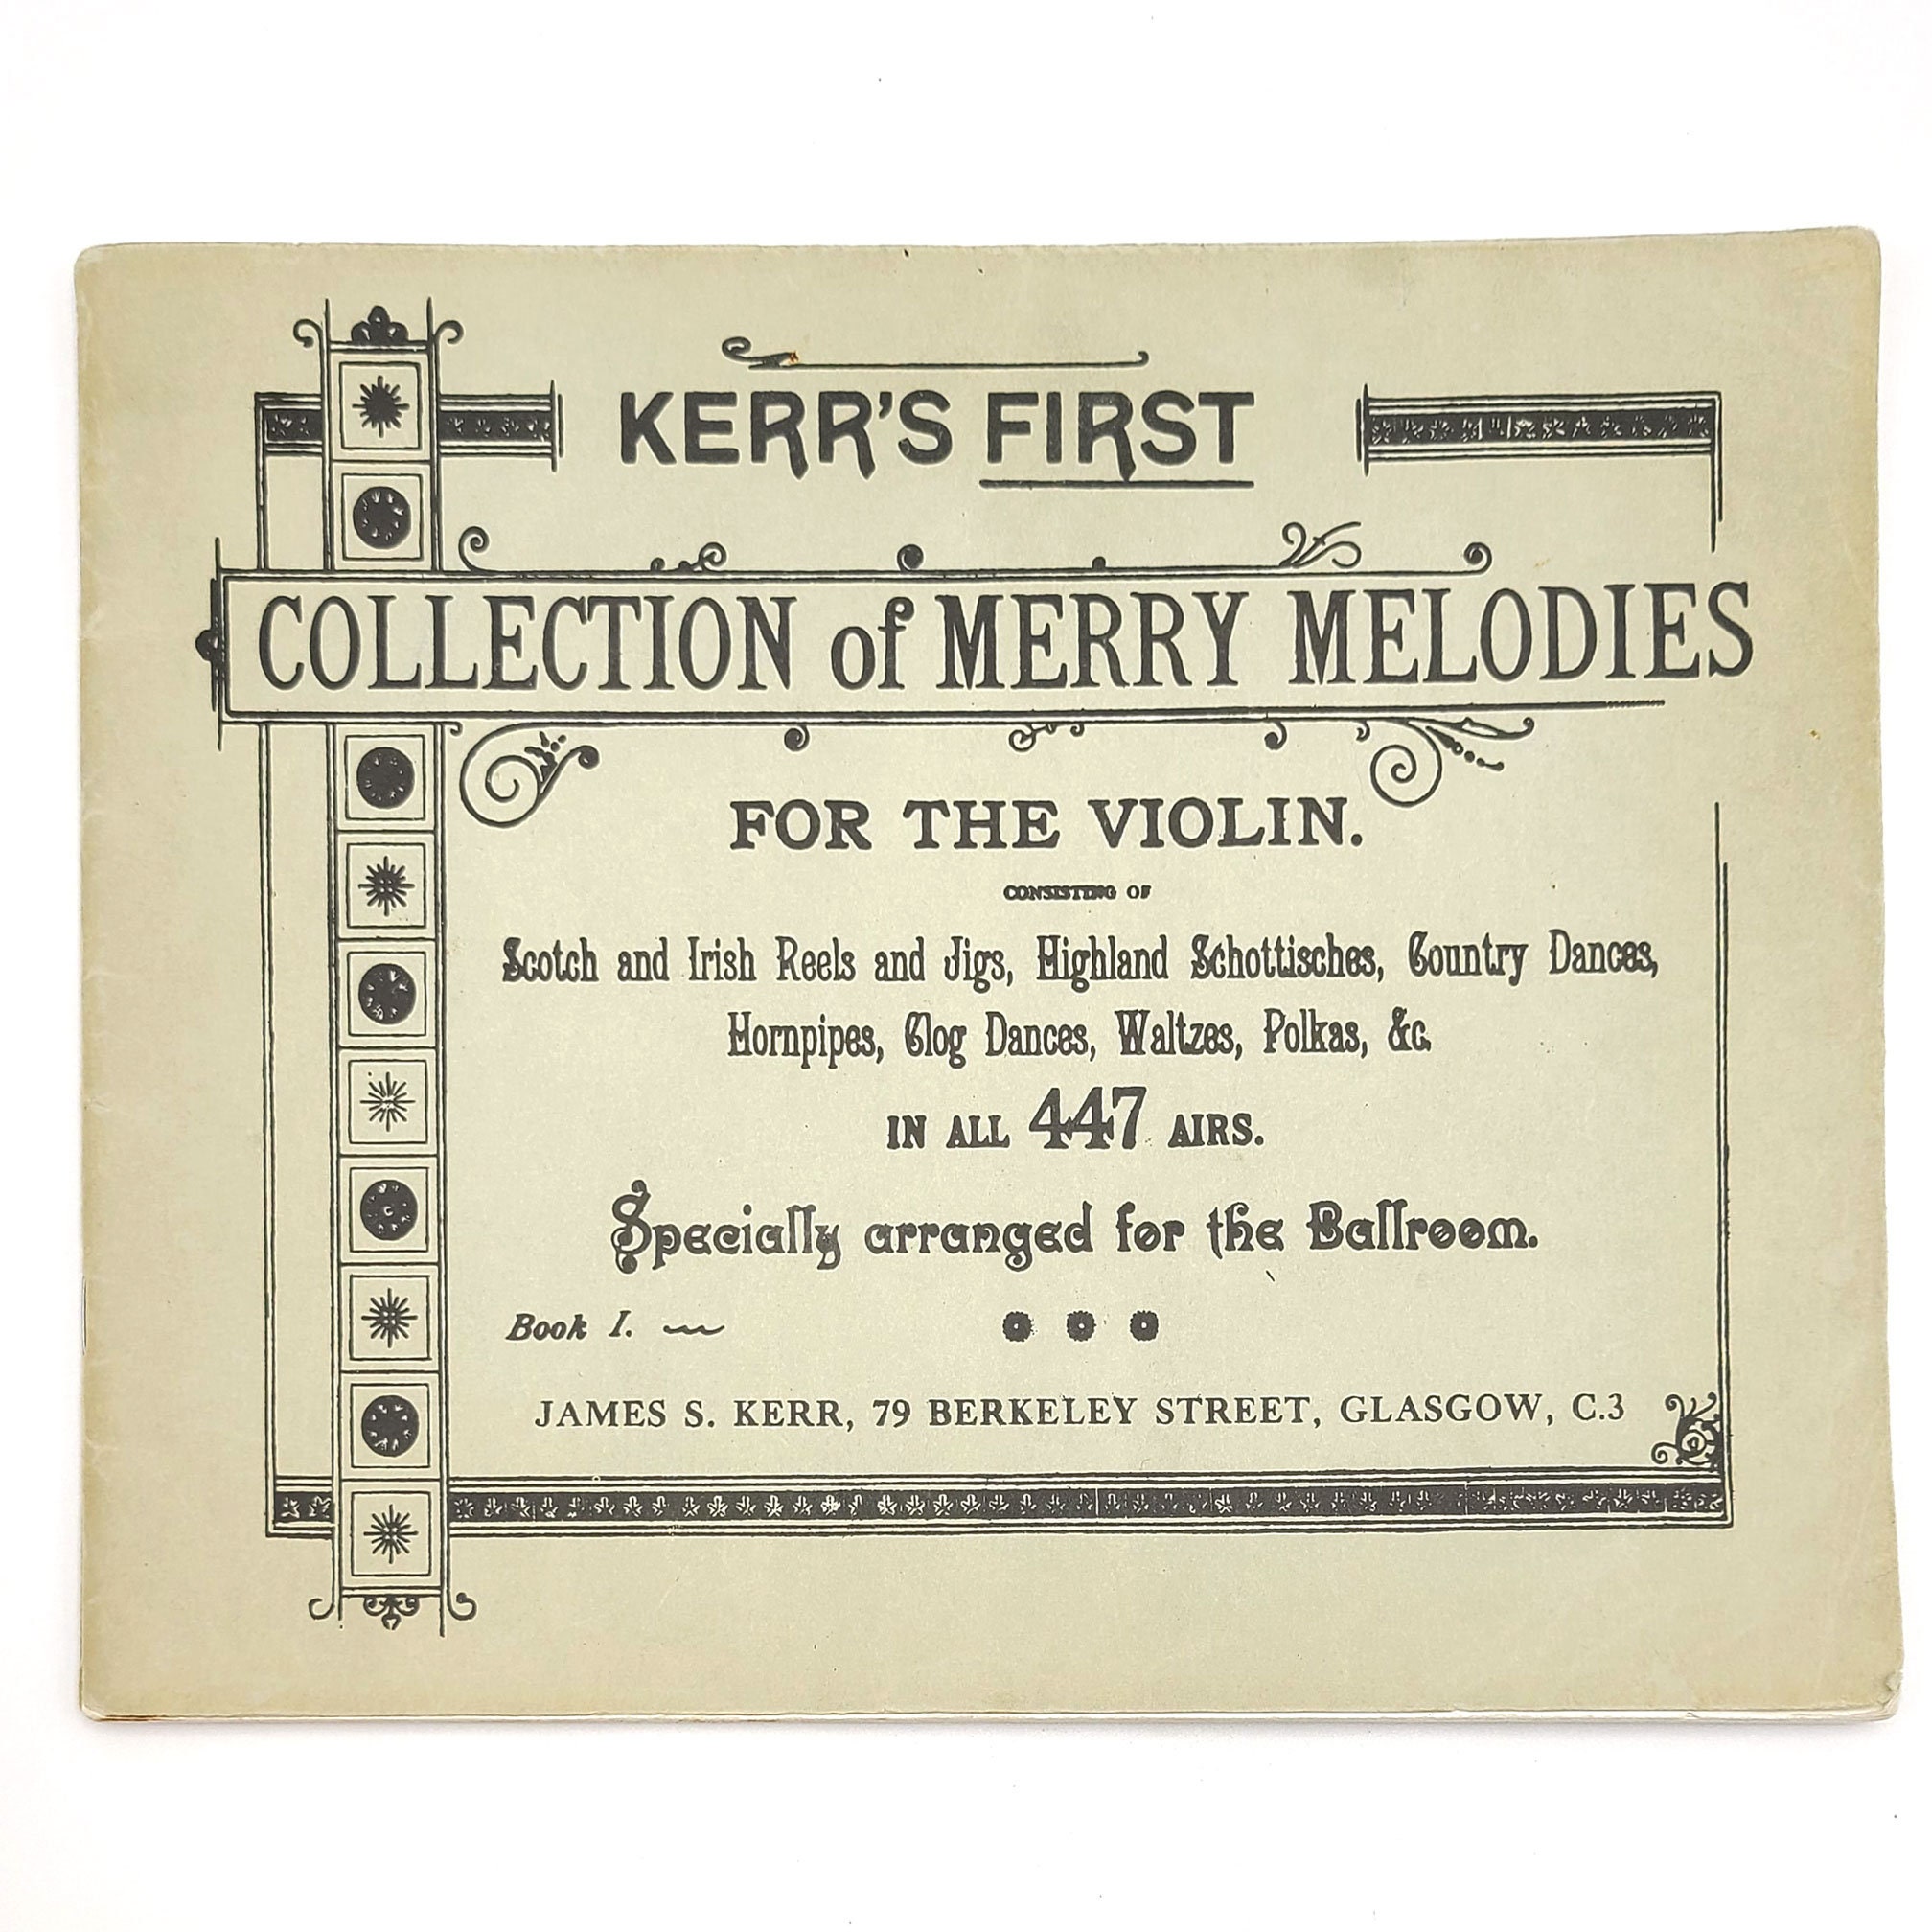 KERR'S FIRST
COLLECTION of MERRY MELODIES
FOR THE VIOLIN.
CONSISTING OF
Scotch and Irish Reels and Jigs, Highland Schottisches, Country Dances,
Hornpipes, Clog Dances, Waltzes, Polkas, &c.
IN ALL 447 AIRS.
Specially arranged for the Ballroom.
Book I.
JAMES S. KERR, 79 BERKELEY STREET, GLASGOW, C.3